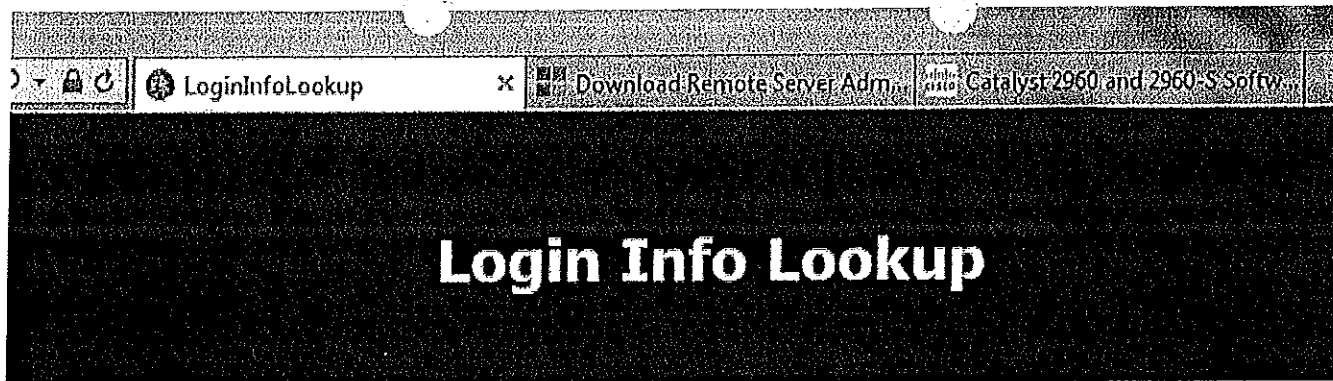 LoginInfoLookup × Download Remote Server Adm... Catalyst 2960 and 2960-S Softw...
Login Info Lookup